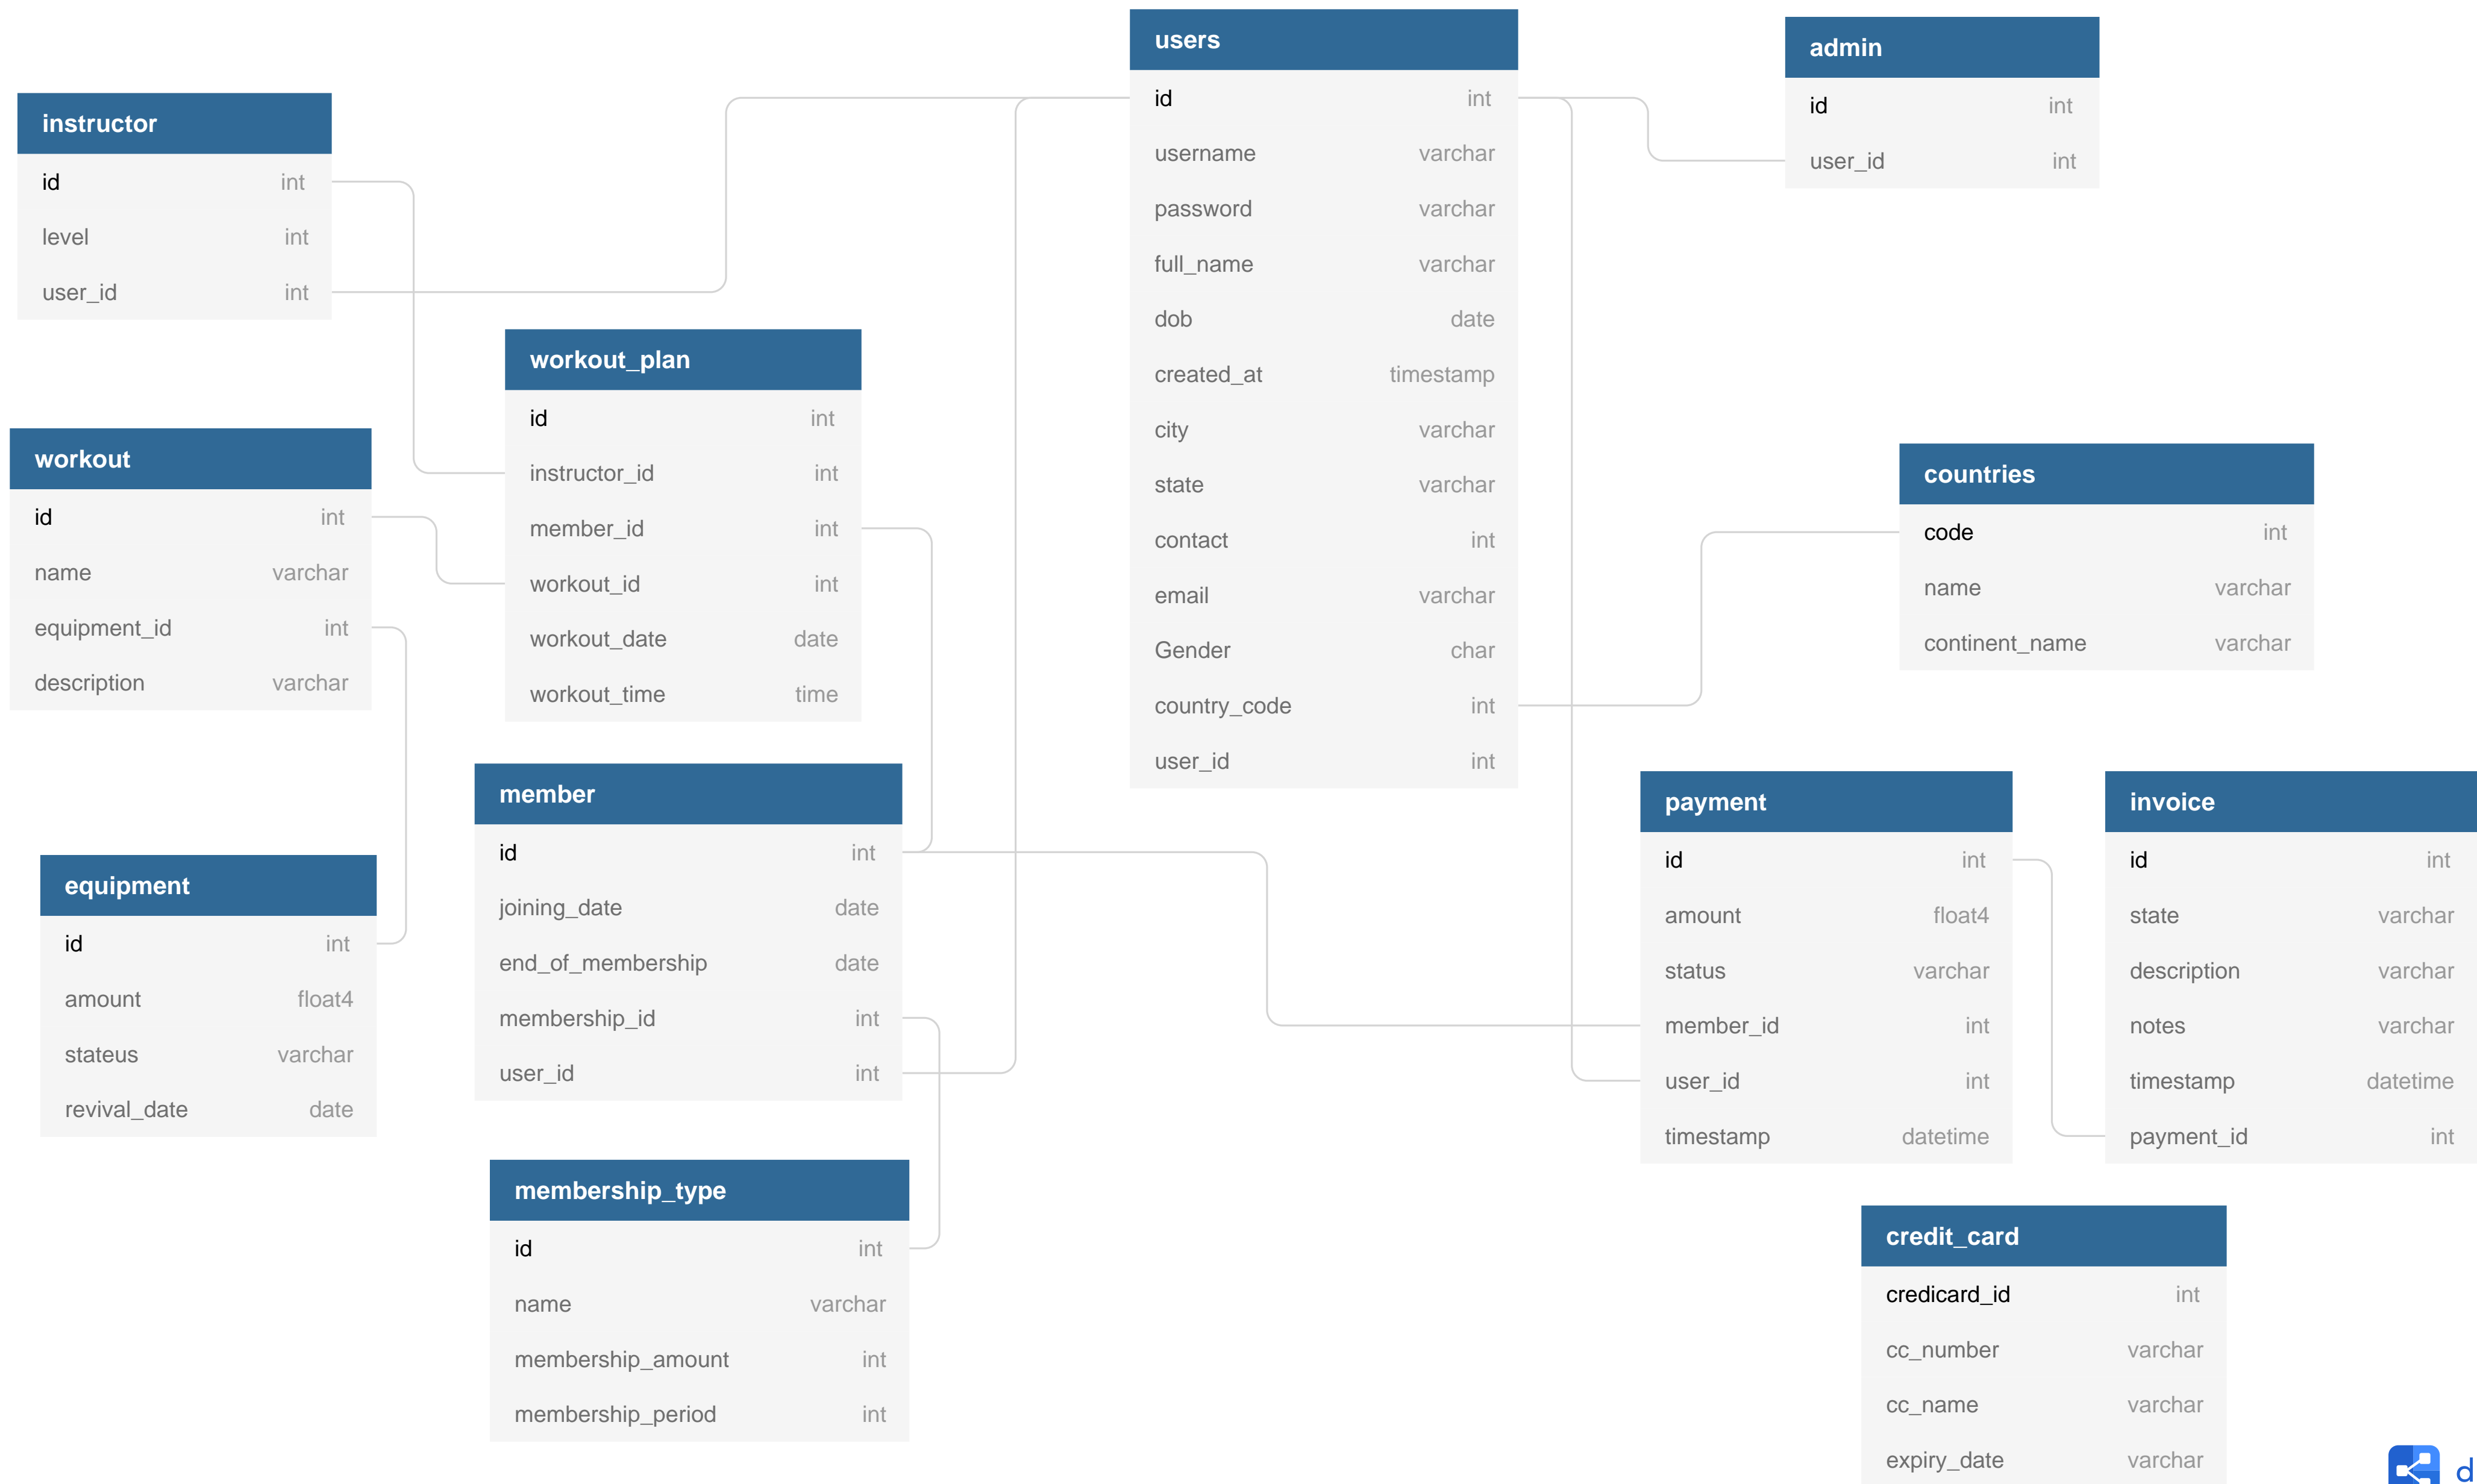 users
id int
username varchar
password varchar
full_name varchar
dob date
created_at timestamp
city varchar
state varchar
contact int
email varchar
Gender char
country_code int
user_id int
admin
id int
user_id int
instructor
id int
level int
user_id int
workout_plan
id int
instructor_id int
member_id int
workout_id int
workout_date date
workout_time time
workout
id int
name varchar
equipment_id int
description varchar
countries
code int
name varchar
continent_name varchar
member
id int
joining_date date
end_of_membership date
membership_id int
user_id int
payment
id int
amount float4
status varchar
member_id int
user_id int
timestamp datetime
invoice
id int
state varchar
description varchar
notes varchar
timestamp datetime
payment_id int
equipment
id int
amount float4
stateus varchar
revival_date date
membership_type
id int
name varchar
membership_amount int
membership_period int
credit_card
credicard_id int
cc_number varchar
cc_name varchar
expiry_date varchar